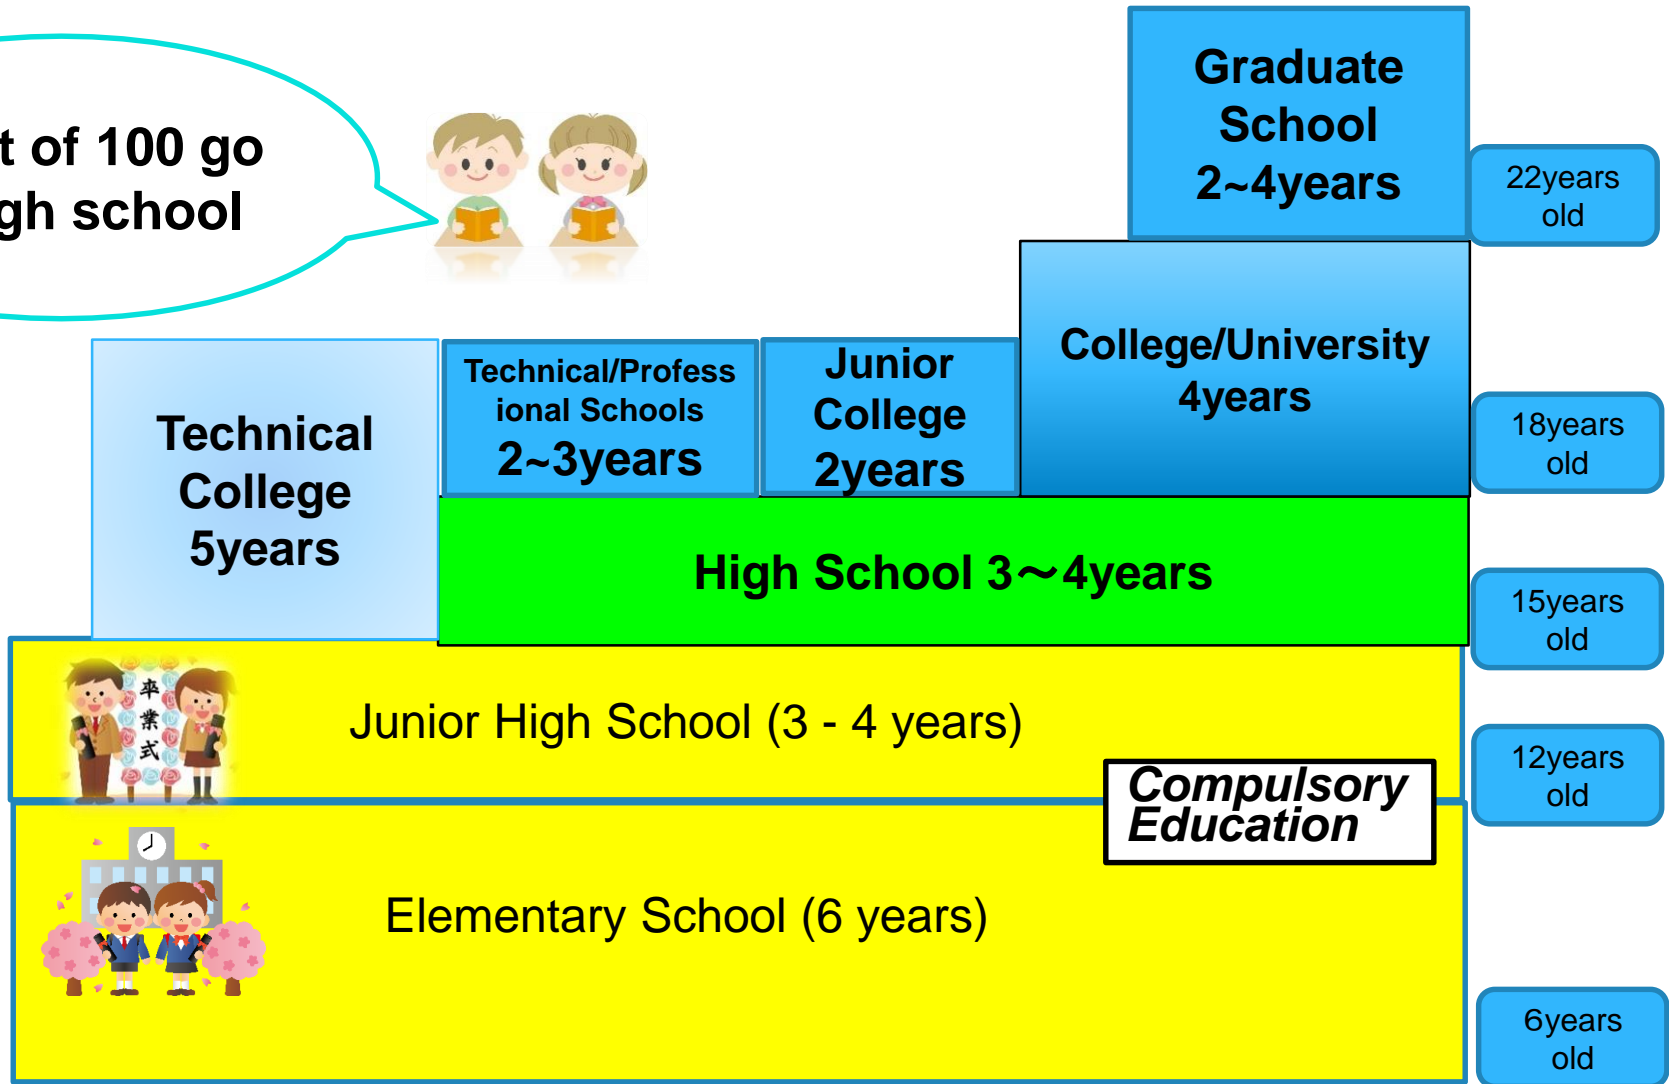 t of 100 go
gh school
Graduate
School
2~4years
22years
old
College/University
4years
Technical/Profess
ional Schools
2~3years
Junior
College
2years
Technical
College
5years
18years
old
High School 3～4years
15years
old
卒
業
式
Junior High School (3 - 4 years)
12years
old
Compulsory
Education
Elementary School (6 years)
6years
old